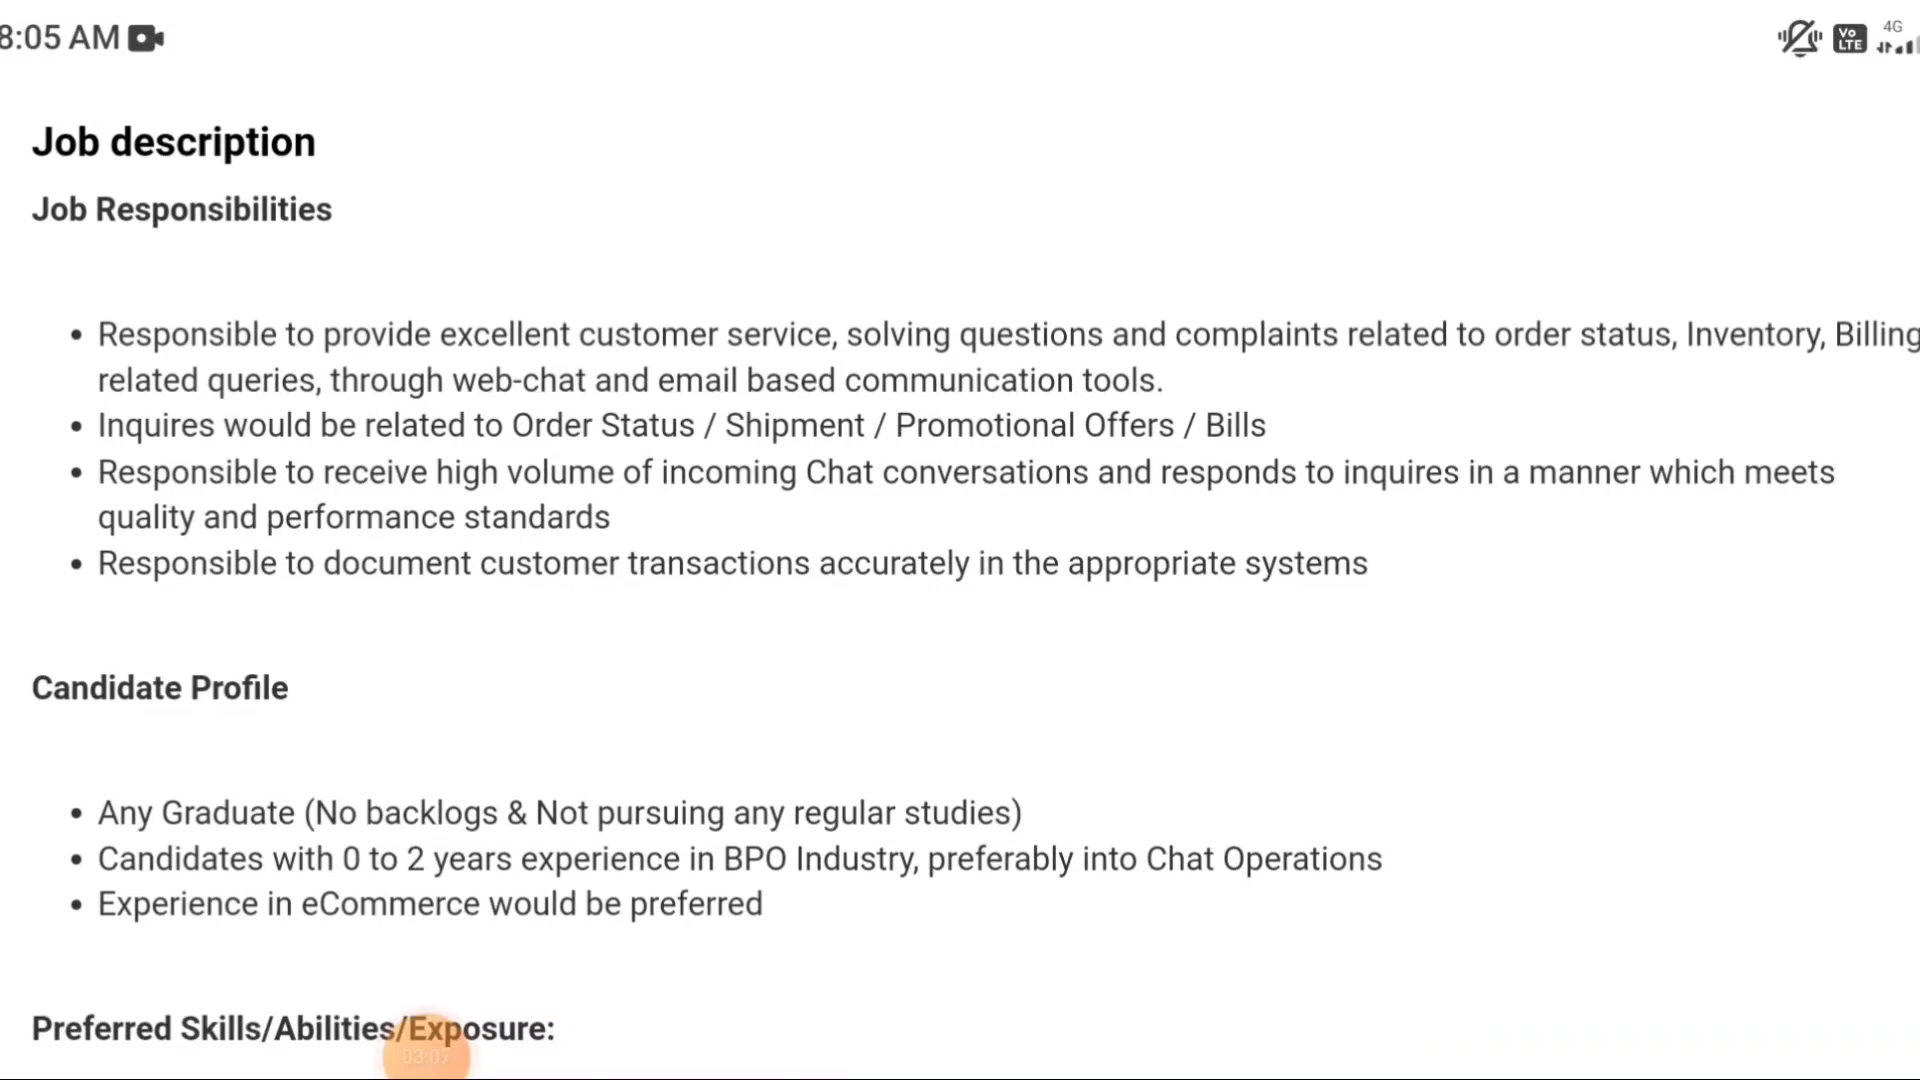 8:05 AM
Vo LTE
4G
Job description
Job Responsibilities
• Responsible to provide excellent customer service, solving questions and complaints related to order status, Inventory, Billing
related queries, through web-chat and email based communication tools.
• Inquires would be related to Order Status / Shipment / Promotional Offers / Bills
• Responsible to receive high volume of incoming Chat conversations and responds to inquires in a manner which meets
quality and performance standards
• Responsible to document customer transactions accurately in the appropriate systems
Candidate Profile
• Any Graduate (No backlogs & Not pursuing any regular studies)
• Candidates with 0 to 2 years experience in BPO Industry, preferably into Chat Operations
• Experience in eCommerce would be preferred
Preferred Skills/Abilities/Exposure:
03:07